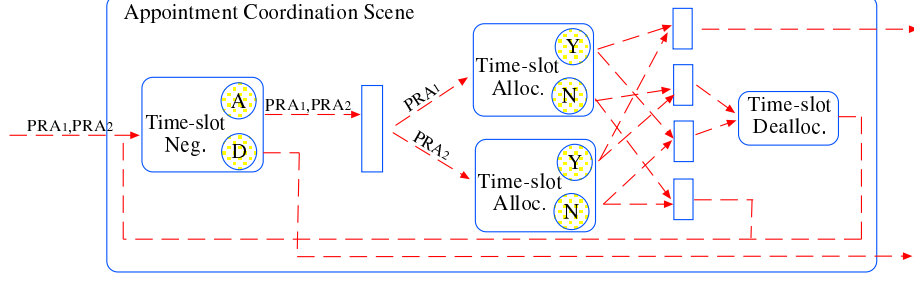 Appointment Coordination Scene
PRA1,PRA2
Time-slot
Neg.
A
D
PRA1,PRA2
PRA1
PRA2
Time-slot
Alloc.
Y
N
Time-slot
Alloc.
Y
N
Time-slot
Dealloc.